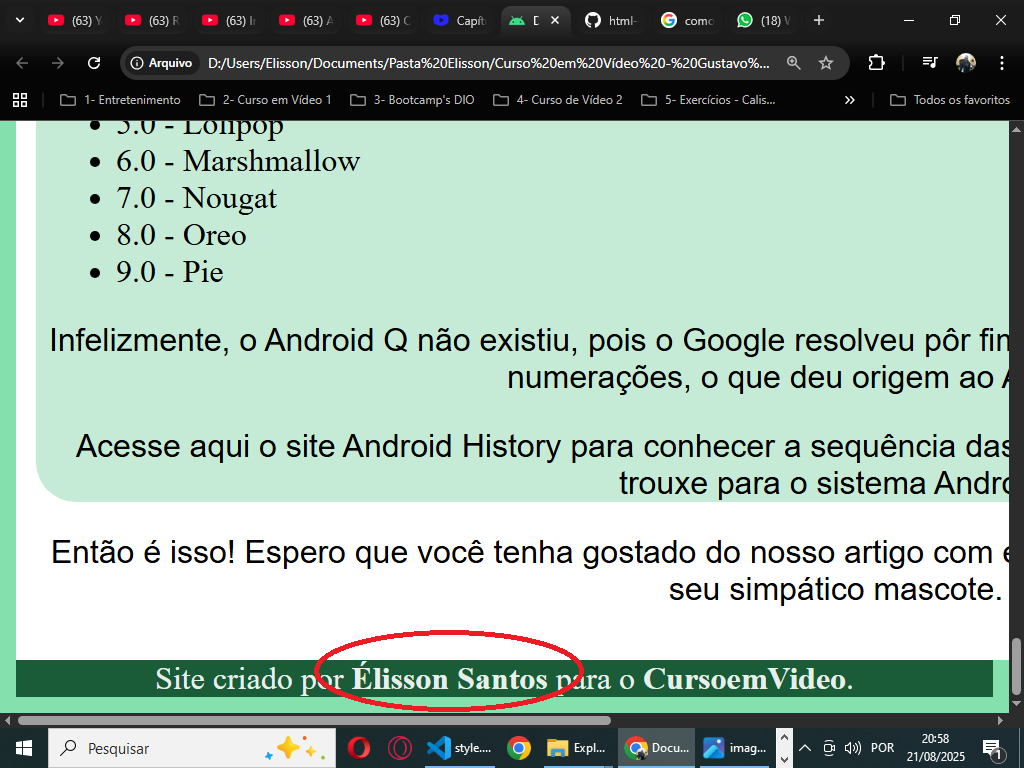 (63) Y
(63) R
(63) Ir
(63) A
(63) C
Capít
D
html-
como
(18) W
Arquivo
D:/Users/Elisson/Documents/Pasta%20Elisson/Curso%20em%20Vídeo%20-%20Gustavo%...
1- Entretenimento
2- Curso em Vídeo 1
3- Bootcamp's DIO
4- Curso de Vídeo 2
5- Exercícios - Calis...
Todos os favoritos
5.0 - Lolipop
6.0 - Marshmallow
7.0 - Nougat
8.0 - Oreo
9.0 - Pie
Infelizmente, o Android Q não existiu, pois o Google resolveu pôr fim
numerações, o que deu origem ao A
Acesse aqui o site Android History para conhecer a sequência das
trouxe para o sistema Andro
Então é isso! Espero que você tenha gostado do nosso artigo com e
seu simpático mascote.
Site criado por Élisson Santos para o CursoemVideo.
Pesquisar
style....
Expl...
Docu...
imag...
POR
20:58
21/08/2025
1